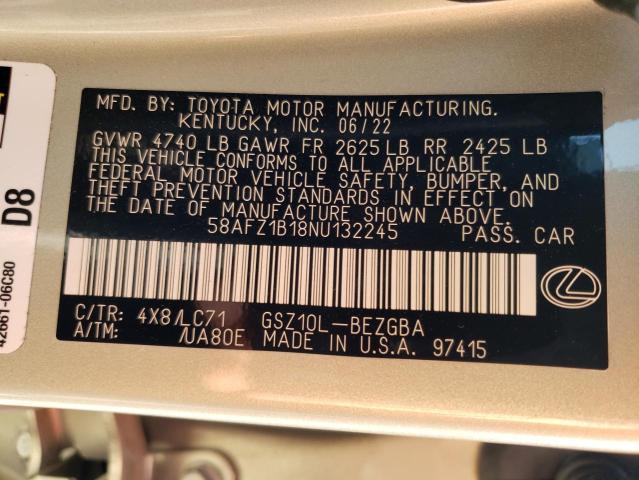 MFD. BY: TOYOTA MOTOR MANUFACTURING.
KENTUCKY, INC. 06/22
GVWR 4740 LB GAWR FR 2625 LB RR 2425 LB
THIS VEHICLE CONFORMS TO ALL APPLICABLE
FEDERAL MOTOR VEHICLE SAFETY, BUMPER, AND
THEFT PREVENTION STANDARDS IN EFFECT ON
THE DATE OF MANUFACTURE SHOWN ABOVE.
58AFZ1B18NU132245 PASS. CAR
C/TR: 4X8/LC71 GSZ10L-BEZGBA
A/TM: /UA80E MADE IN U.S.A. 97415
D8
42661-06C80